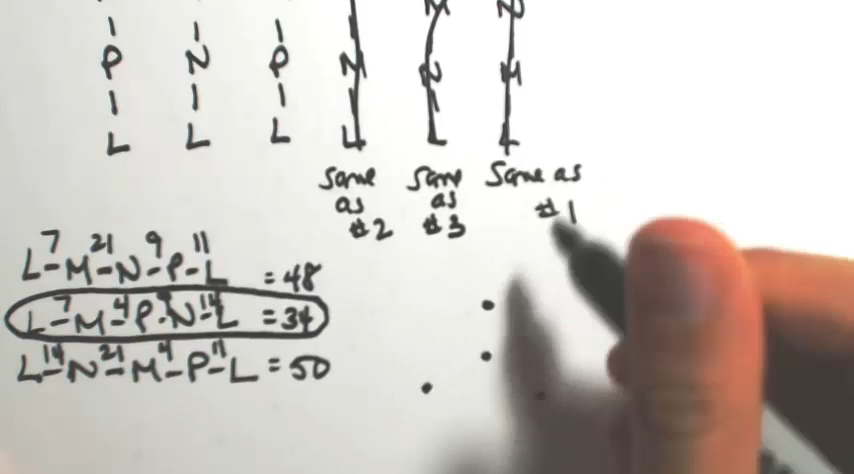 P N P M N M
L L L L L L
Same as #2
Same as #3
Same as #1
L-7-M-21-N-9-P-11-L = 48
L-7-M-4-P-9-N-14-L = 34
L-14-N-21-M-4-P-11-L = 50